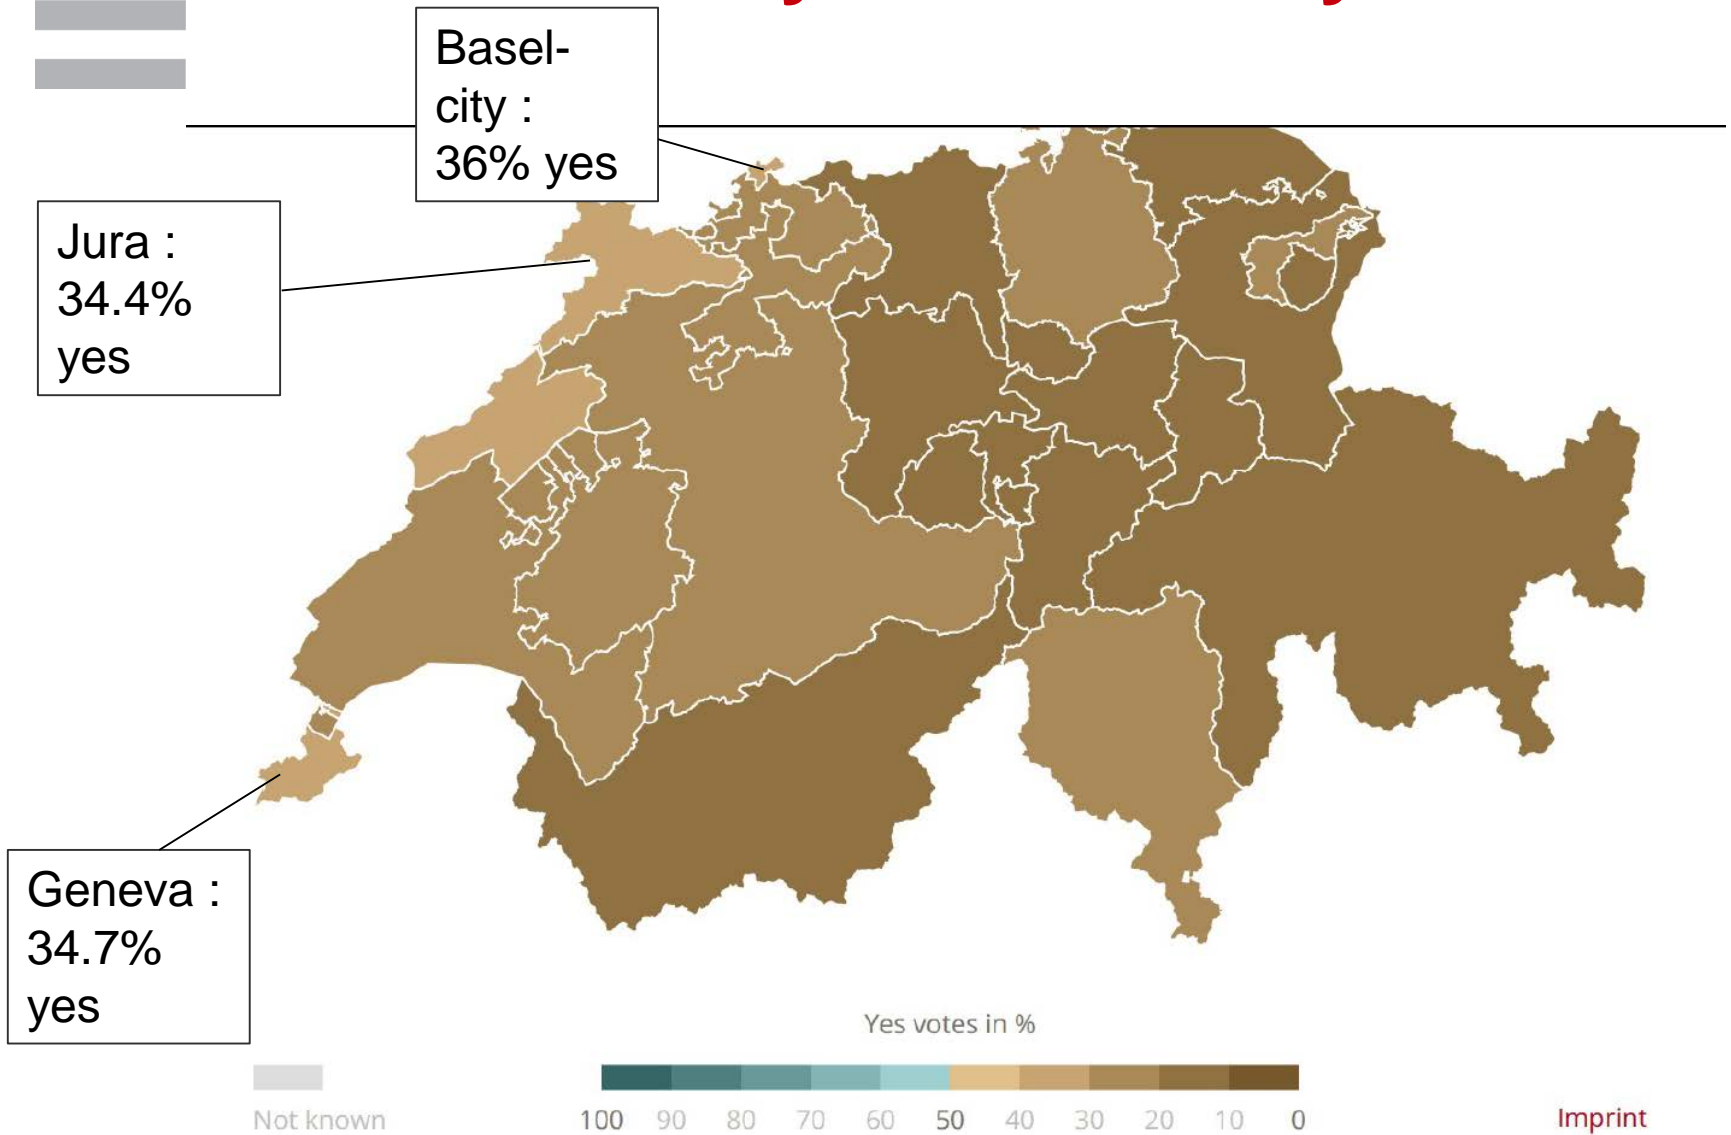 Basel-
city :
36% yes
Jura :
34.4%
yes
Geneva :
34.7%
yes
Yes votes in %
Not known
100 90 80 70 60 50 40 30 20 10 0
Imprint